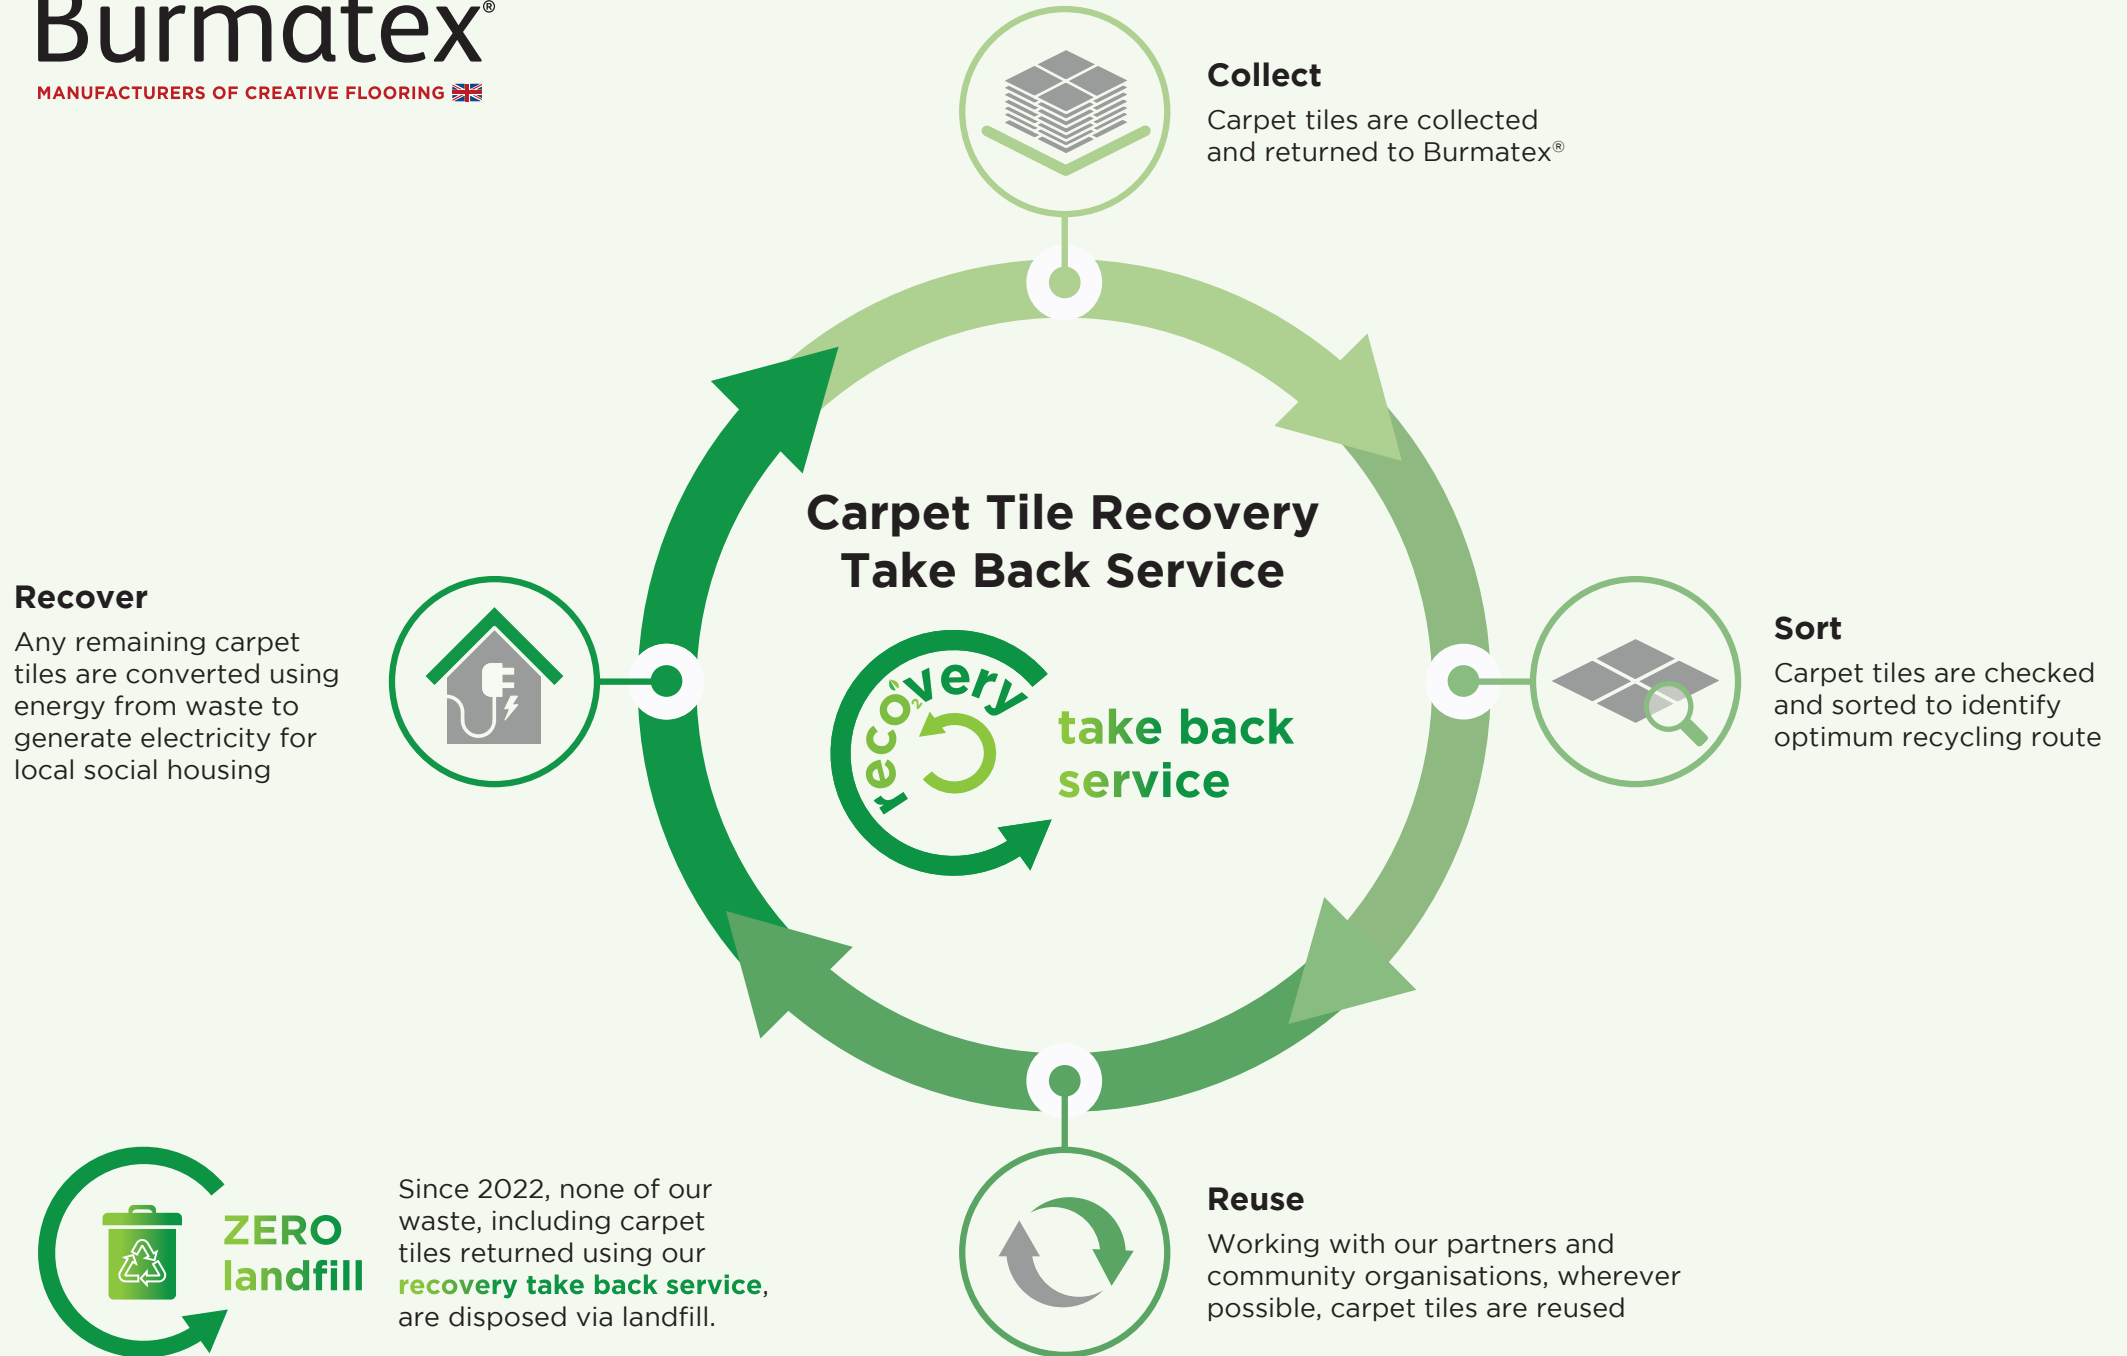 Burmatex®
MANUFACTURERS OF CREATIVE FLOORING
Collect
Carpet tiles are collected
and returned to Burmatex®
Carpet Tile Recovery
Take Back Service
reco₂very
take back
service
Recover
Any remaining carpet
tiles are converted using
energy from waste to
generate electricity for
local social housing
Sort
Carpet tiles are checked
and sorted to identify
optimum recycling route
ZERO
landfill
Since 2022, none of our
waste, including carpet
tiles returned using our
recovery take back service,
are disposed via landfill.
Reuse
Working with our partners and
community organisations, wherever
possible, carpet tiles are reused